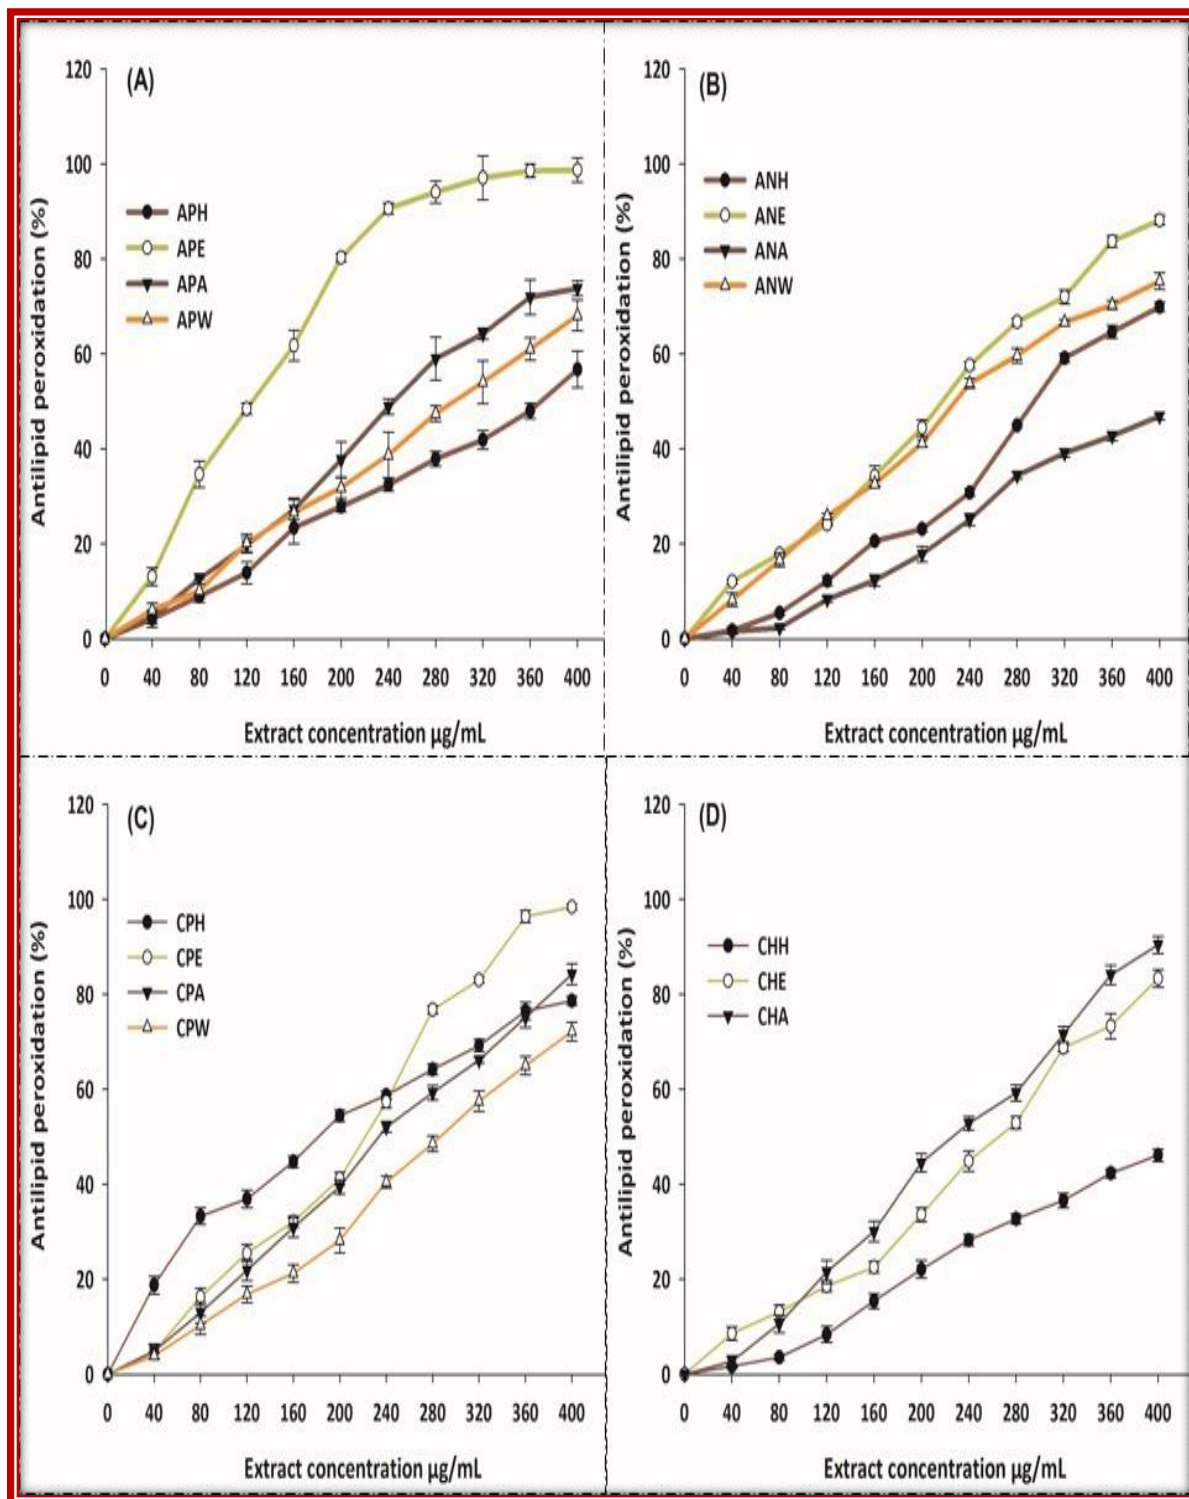 (A)
120
100
80
60
40
20
0
Antilipid peroxidation (%)
APH
APE
APA
APW
0 40 80 120 160 200 240 280 320 360 400
Extract concentration µg/mL
(B)
120
100
80
60
40
20
0
Antilipid peroxidation (%)
ANH
ANE
ANA
ANW
0 40 80 120 160 200 240 280 320 360 400
Extract concentration µg/mL
(C)
120
100
80
60
40
20
0
Antilipid peroxidation (%)
CPH
CPE
CPA
CPW
0 40 80 120 160 200 240 280 320 360 400
Extract concentration µg/mL
(D)
120
100
80
60
40
20
0
Antilipid peroxidation (%)
CHH
CHE
CHA
0 40 80 120 160 200 240 280 320 360 400
Extract concentration µg/mL